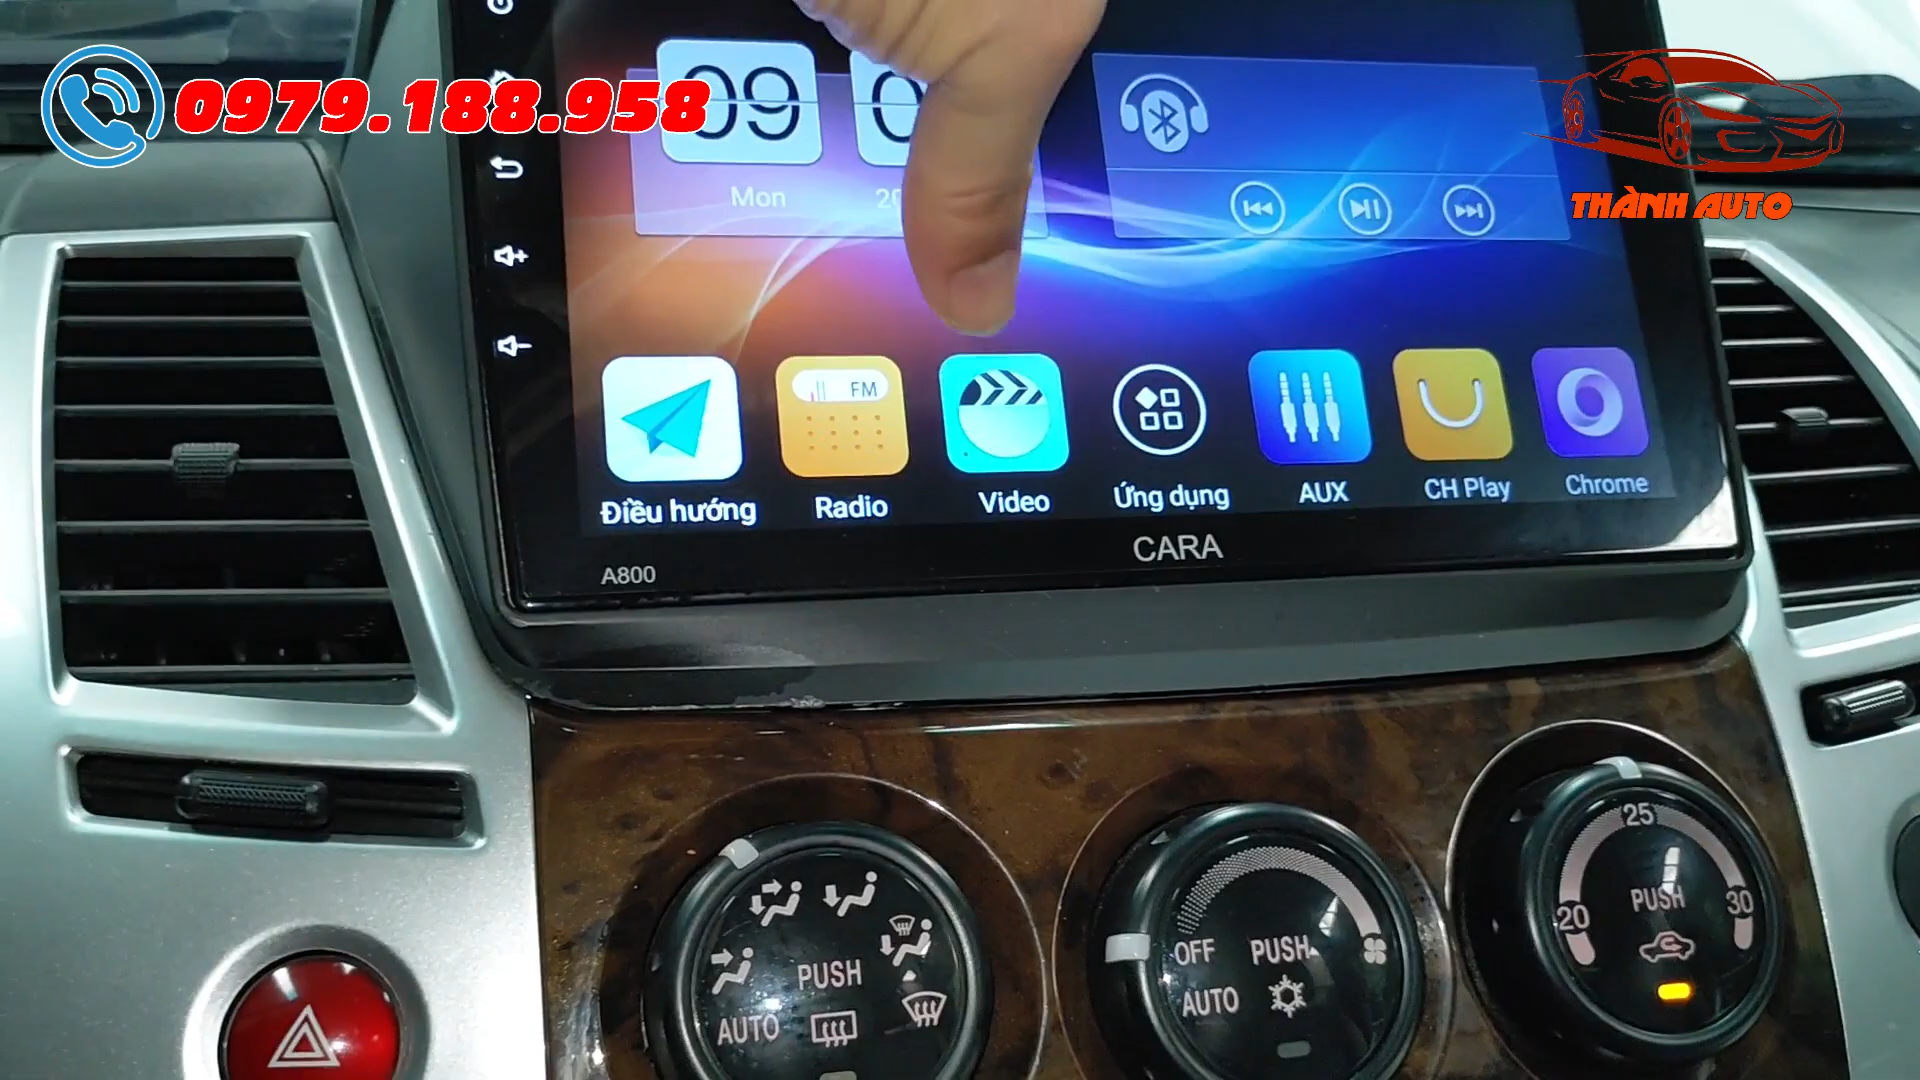 0979.188.958
THÀNH AUTO
09
Mon
FM
Điều hướng
Radio
Video
Ứng dụng
AUX
CH Play
Chrome
CARA
A800
PUSH
AUTO
OFF
PUSH
AUTO
25
20
PUSH
30